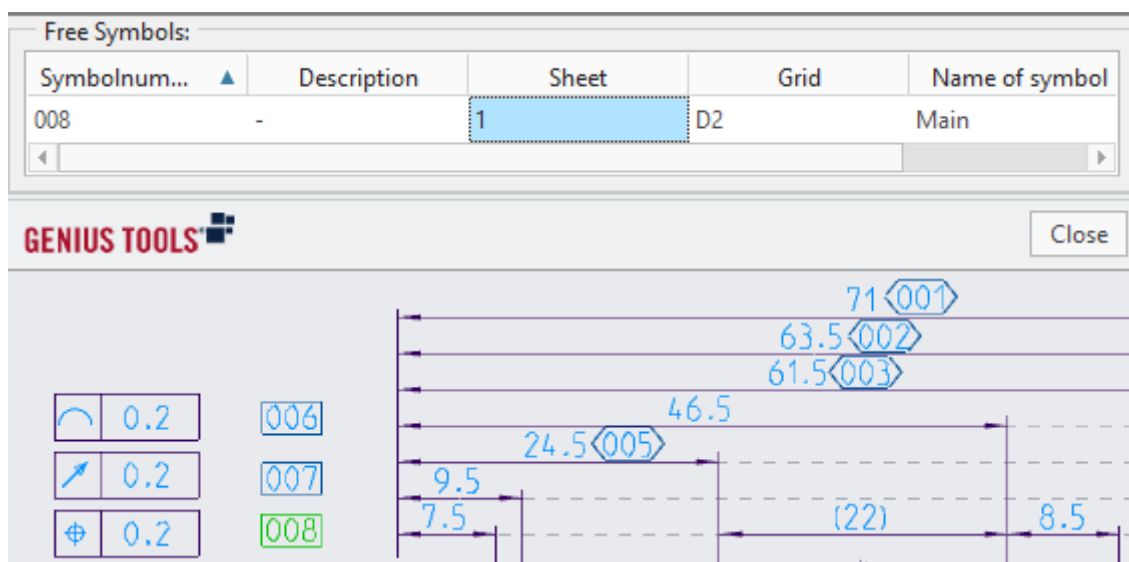 Free Symbols:
Symbolnum... Description Sheet Grid Name of symbol
008 - 1 D2 Main
GENIUS TOOLS Close
71 001
63.5 002
61.5 003
0.2 006 46.5
24.5 005
0.2 007 9.5
0.2 008 7.5 (22) 8.5